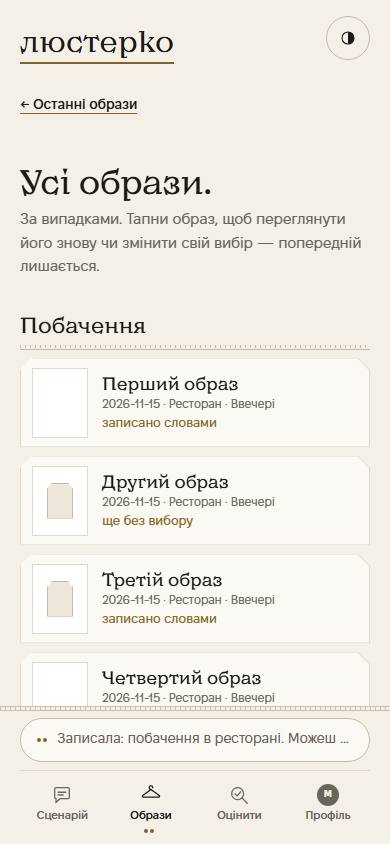 люстерко
← Останні образи
Усі образи.
За випадками. Тапни образ, щоб переглянути
його знову чи змінити свій вибір — попередній
лишається.
Побачення
Перший образ
2026-11-15 · Ресторан · Ввечері
записано словами
Другий образ
2026-11-15 · Ресторан · Ввечері
ще без вибору
Третій образ
2026-11-15 · Ресторан · Ввечері
записано словами
Четвертий образ
2026-11-15 · Ресторан · Ввечері
Записала: побачення в ресторані. Можеш ...
Сценарій
Образи
Оцінити
М
Профіль